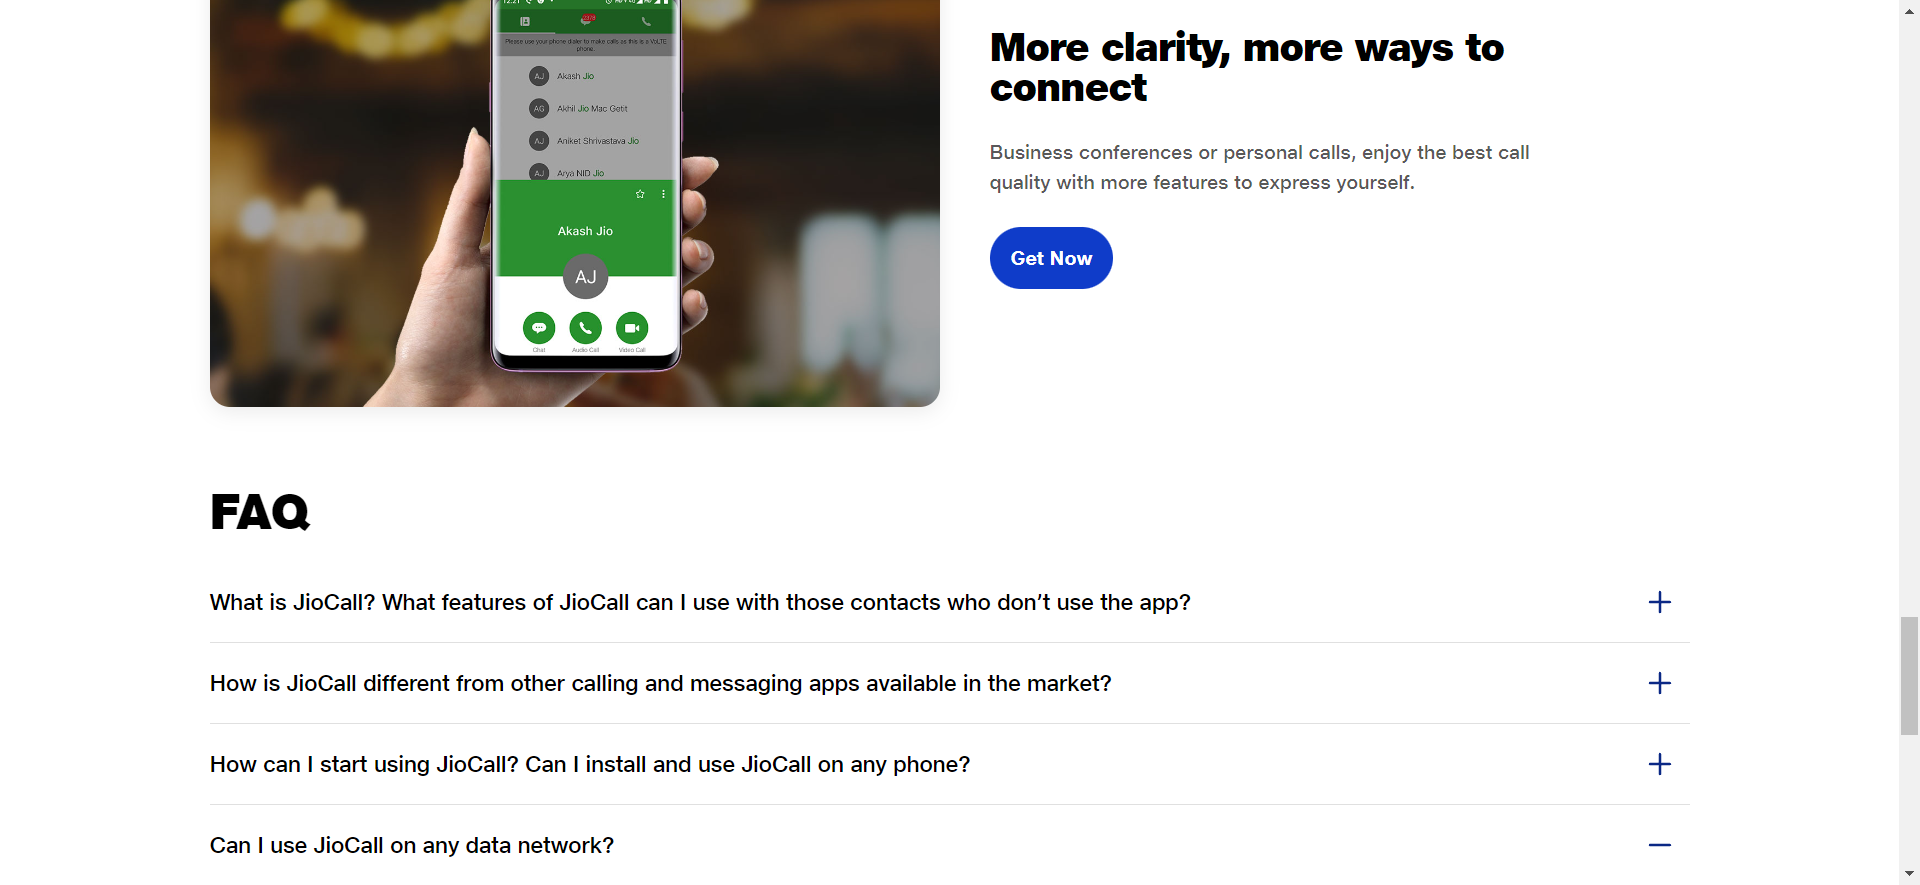 Please use your phone dialer to make calls as this is a VoLTE
phone.
AJ Akash Jio
AG Akhil Jio Mac Getit
AJ Aniket Shrivastava Jio
AJ Arya NID Jio
Akash Jio
AJ
Chat Audio Call Video Call
More clarity, more ways to
connect
Business conferences or personal calls, enjoy the best call
quality with more features to express yourself.
Get Now
FAQ
What is JioCall? What features of JioCall can I use with those contacts who don’t use the app?
How is JioCall different from other calling and messaging apps available in the market?
How can I start using JioCall? Can I install and use JioCall on any phone?
Can I use JioCall on any data network?